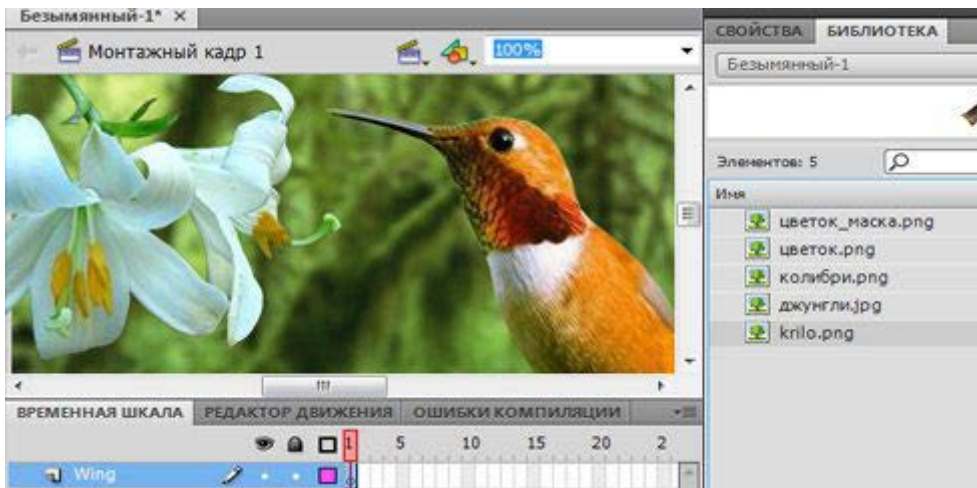 Безымянный-1* ×
Монтажный кадр 1
100%
СВОЙСТВА БИБЛИОТЕКА
Безымянный-1
Элементов: 5
Имя
цветок_маска.png
цветок.png
колибри.png
джунгли.jpg
krilo.png
ВРЕМЕННАЯ ШКАЛА РЕДАКТОР ДВИЖЕНИЯ ОШИБКИ КОМПИЛЯЦИИ
1 5 10 15 20 2
Wing